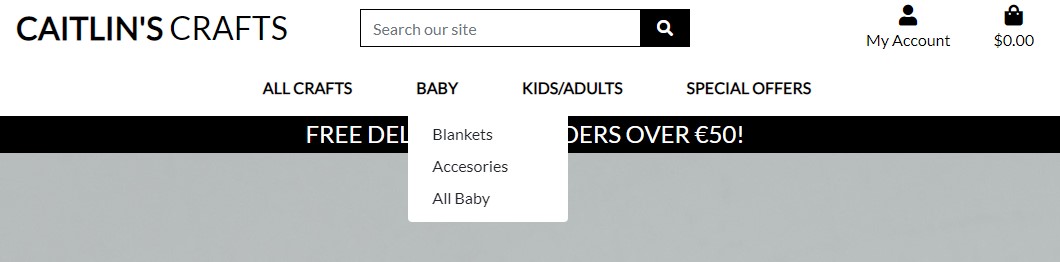 CAITLIN'S CRAFTS
Search our site
My Account
$0.00
ALL CRAFTS
BABY
KIDS/ADULTS
SPECIAL OFFERS
FREE DEL DERS OVER €50!
Blankets
Accesories
All Baby